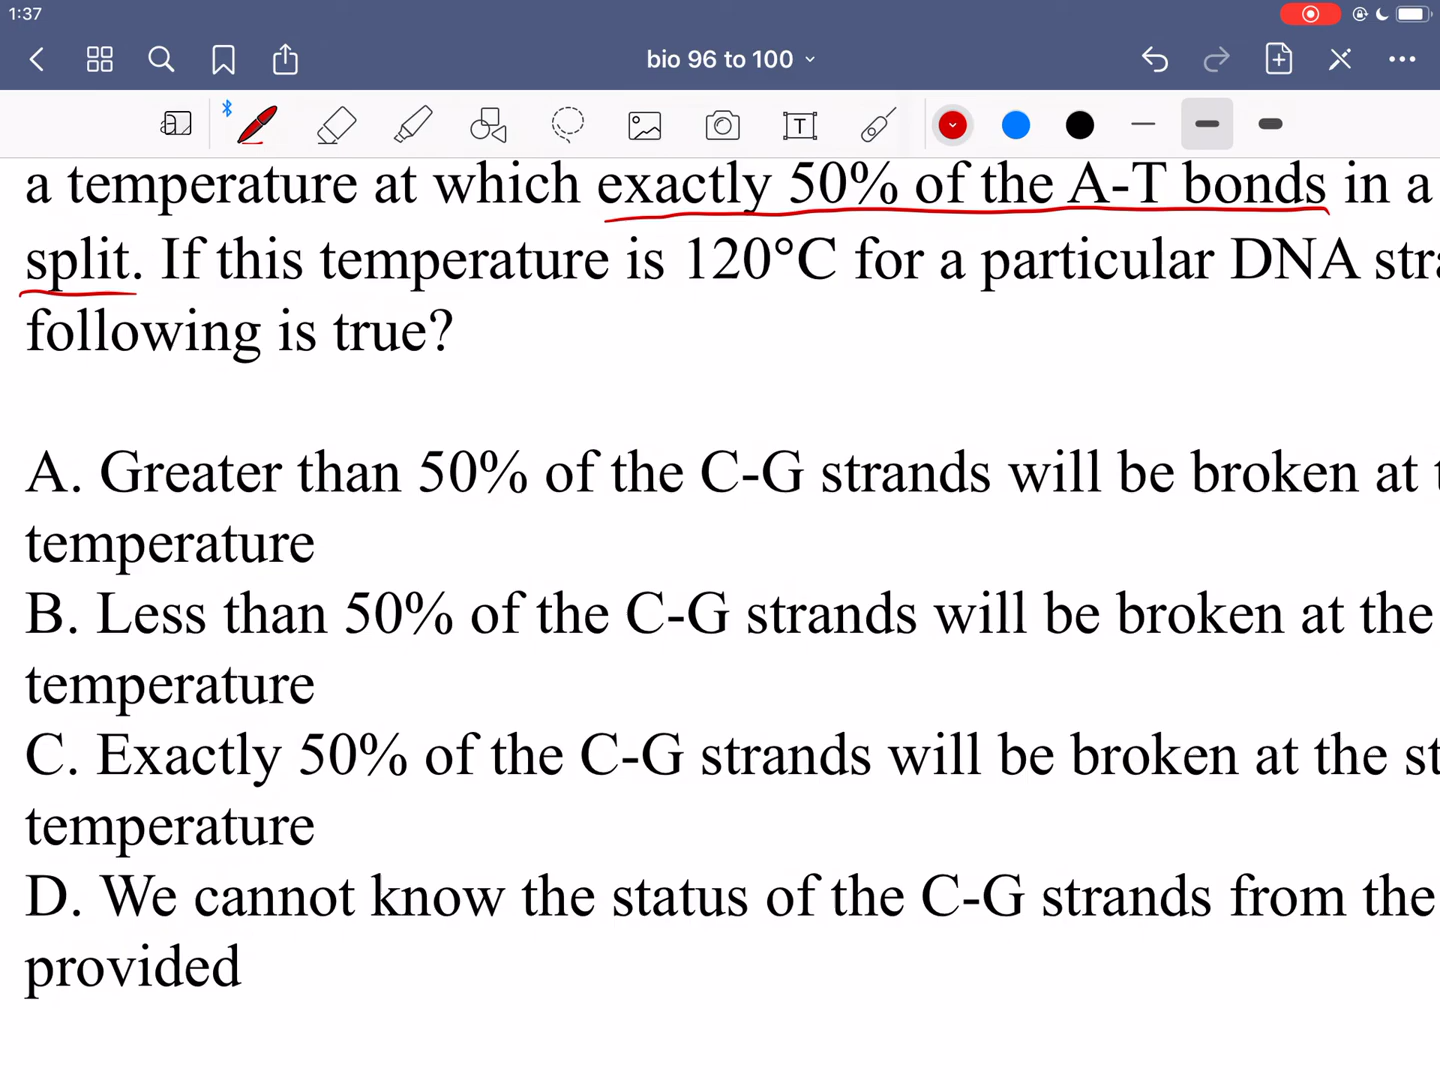 1:37
bio 96 to 100
a temperature at which exactly 50% of the A-T bonds in a
split. If this temperature is 120°C for a particular DNA
following is true?
A. Greater than 50% of the C-G strands will be broken at
temperature
B. Less than 50% of the C-G strands will be broken at the
temperature
C. Exactly 50% of the C-G strands will be broken at the
temperature
D. We cannot know the status of the C-G strands from the
provided